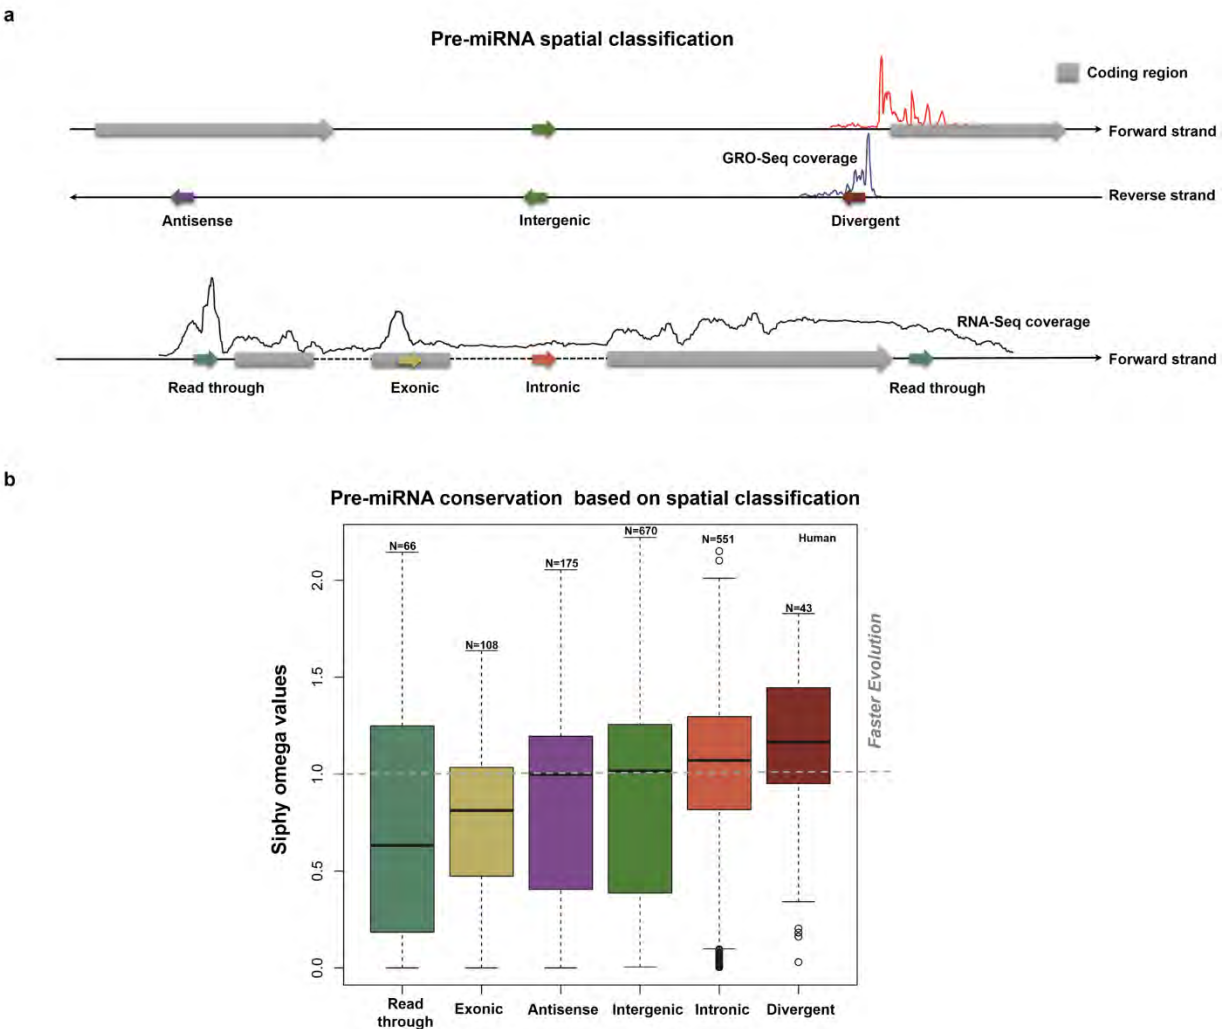 a
Pre-miRNA spatial classification
Coding region
Forward strand
GRO-Seq coverage
Reverse strand
Antisense
Intergenic
Divergent
RNA-Seq coverage
Forward strand
Read through
Exonic
Intronic
Read through
b
Pre-miRNA conservation based on spatial classification
N=66
N=108
N=175
N=670
N=551
Human
N=43
Siphy omega values
0.0
0.5
1.0
1.5
2.0
Faster Evolution
Read
through
Exonic
Antisense
Intergenic
Intronic
Divergent